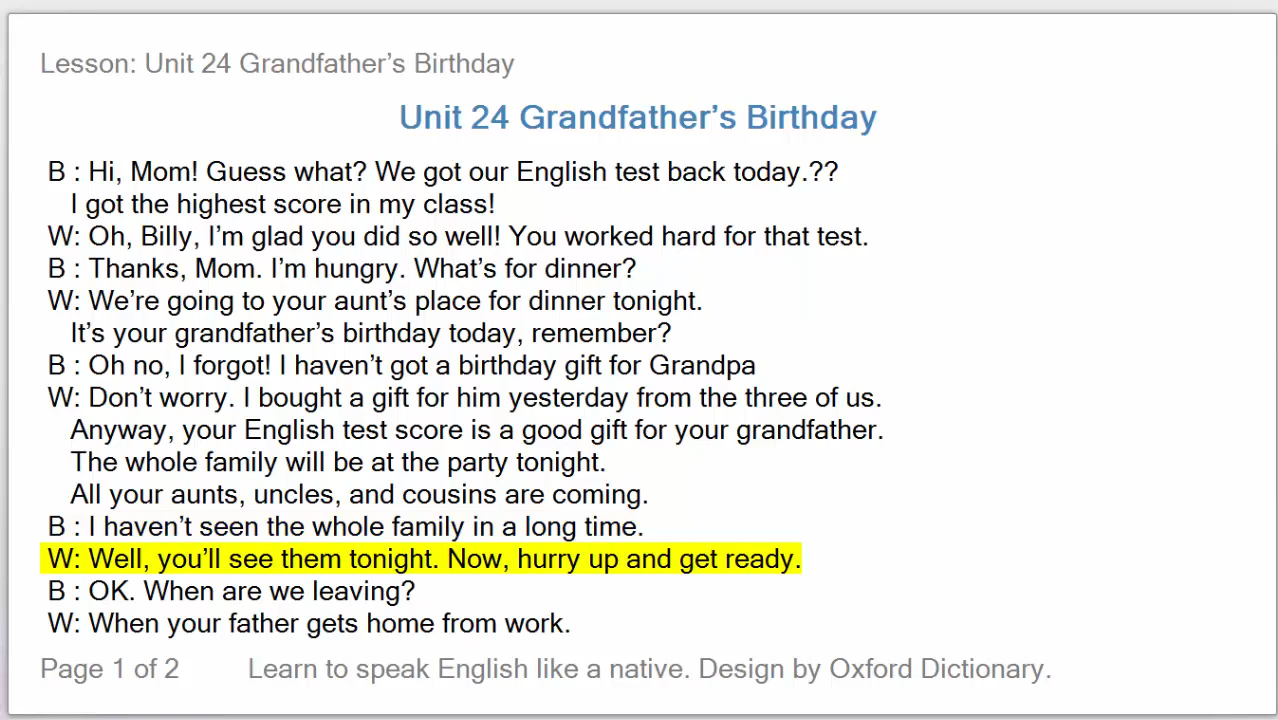 Lesson: Unit 24 Grandfather’s Birthday
Unit 24 Grandfather’s Birthday
B : Hi, Mom! Guess what? We got our English test back today.??
I got the highest score in my class!
W: Oh, Billy, I’m glad you did so well! You worked hard for that test.
B : Thanks, Mom. I’m hungry. What’s for dinner?
W: We’re going to your aunt’s place for dinner tonight.
It’s your grandfather’s birthday today, remember?
B : Oh no, I forgot! I haven’t got a birthday gift for Grandpa
W: Don’t worry. I bought a gift for him yesterday from the three of us.
Anyway, your English test score is a good gift for your grandfather.
The whole family will be at the party tonight.
All your aunts, uncles, and cousins are coming.
B : I haven’t seen the whole family in a long time.
W: Well, you’ll see them tonight. Now, hurry up and get ready.
B : OK. When are we leaving?
W: When your father gets home from work.
Page 1 of 2 Learn to speak English like a native. Design by Oxford Dictionary.